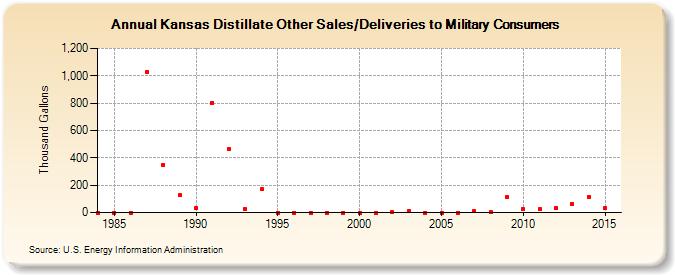 Annual Kansas Distillate Other Sales/Deliveries to Military Consumers
Thousand Gallons
1,200
1,000
800
600
400
200
0
1985 1990 1995 2000 2005 2010 2015
Source: U.S. Energy Information Administration